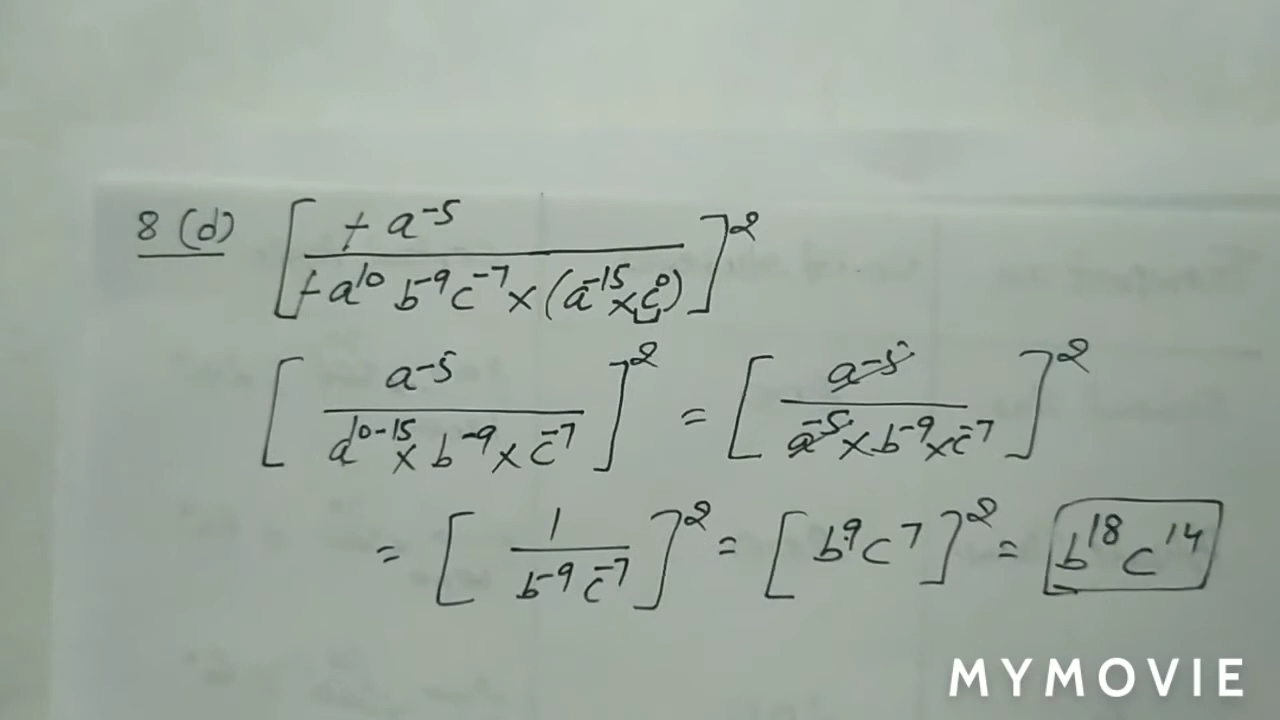 8 (d) [ + a⁻⁵ / + a¹⁰ b⁻⁹ c⁻⁷ × (a⁻¹⁵ × c⁰) ]²
[ a⁻⁵ / a¹⁰⁻¹⁵ × b⁻⁹ × c⁻⁷ ]² = [ a⁻⁵ / a⁻⁵ × b⁻⁹ × c⁻⁷ ]²
= [ 1 / b⁻⁹ c⁻⁷ ]² = [ b⁹ c⁷ ]² = b¹⁸ c¹⁴
MYMOVIE